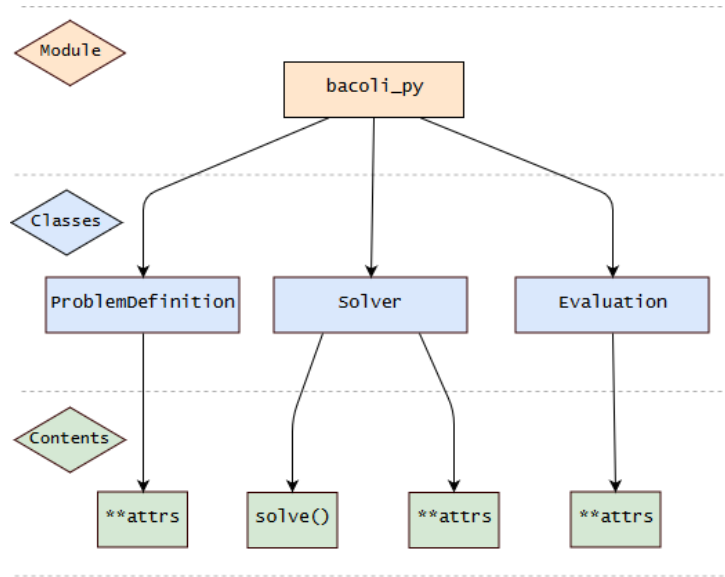 Module
bacoli_py
Classes
ProblemDefinition
Solver
Evaluation
Contents
**attrs
solve()
**attrs
**attrs